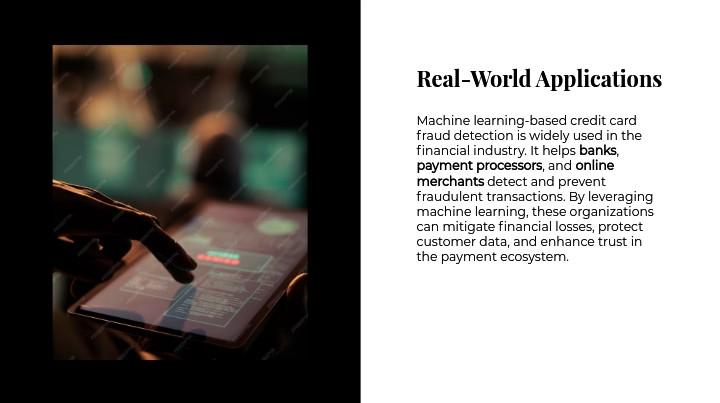 Real-World Applications
Machine learning-based credit card
fraud detection is widely used in the
financial industry. It helps banks,
payment processors, and online
merchants detect and prevent
fraudulent transactions. By leveraging
machine learning, these organizations
can mitigate financial losses, protect
customer data, and enhance trust in
the payment ecosystem.